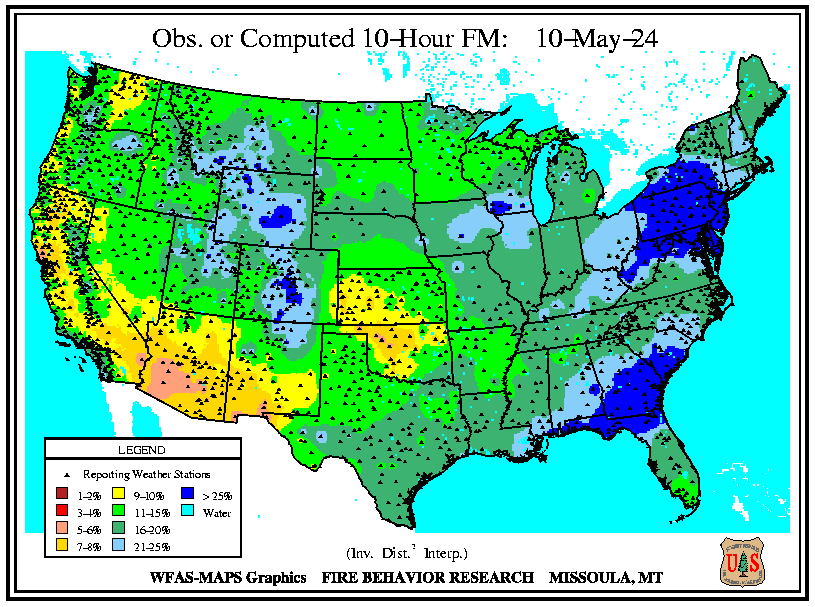 Obs. or Computed 10-Hour FM: 10-May-24
LEGEND
Reporting Weather Stations
1-2% 9-10% > 25%
3-4% 11-15% Water
5-6% 16-20%
7-8% 21-25%
(Inv. Dist.² Interp.)
WFAS-MAPS Graphics FIRE BEHAVIOR RESEARCH MISSOULA, MT
U S